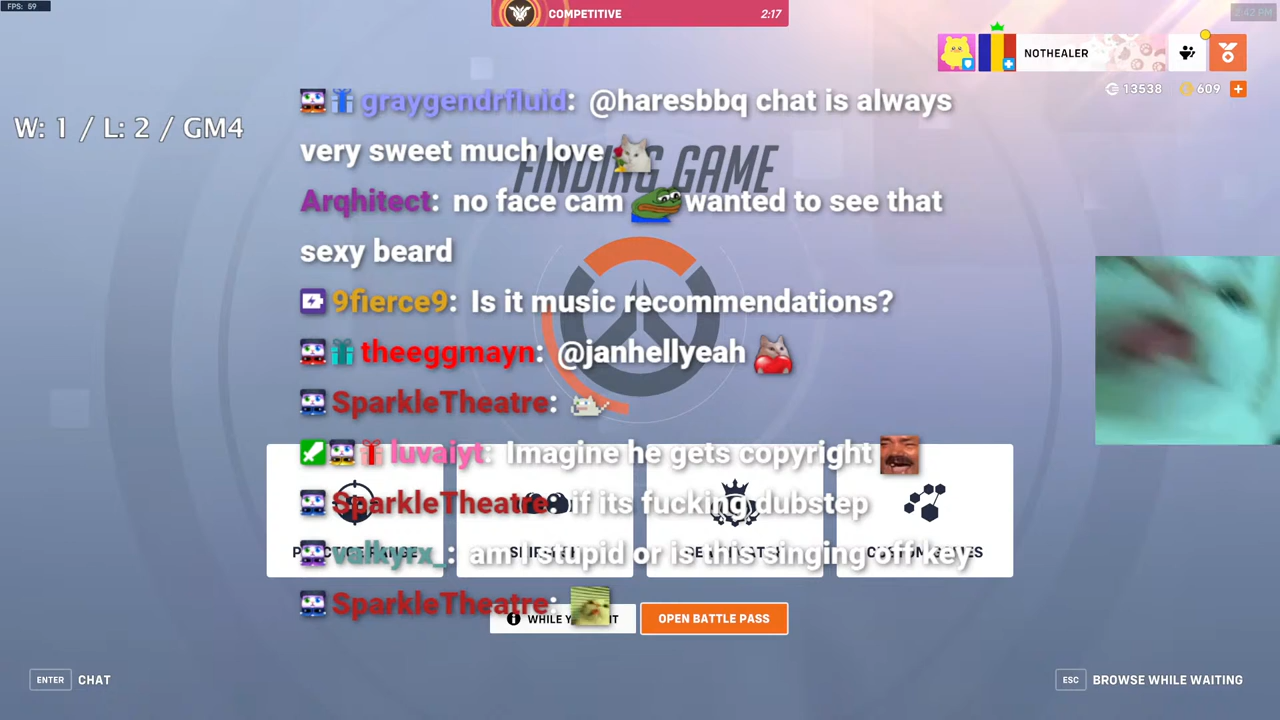 FPS: 59
COMPETITIVE 2:17
2:42 PM
NOTHEALER
13538 609
W: 1 / L: 2 / GM4
FINDING GAME
graygendrfluid: @haresbbq chat is always
very sweet much love
Arqhitect: no face cam wanted to see that
sexy beard
9fierce9: Is it music recommendations?
theeggmayn: @janhellyeah
SparkleTheatre:
luvaiyt: Imagine he gets copyright
SparkleTheatre: if its fucking dubstep
valkyrx_: am I stupid or is this singing off key
SparkleTheatre:
OPEN BATTLE PASS
ENTER CHAT
ESC BROWSE WHILE WAITING